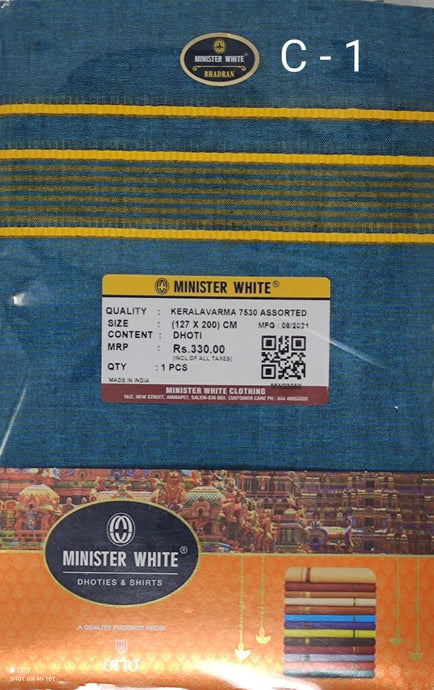 MINISTER WHITE®
BHADRAN
C - 1
MINISTER WHITE®
QUALITY : KERALAVARMA 7530 ASSORTED
SIZE : (127 X 200) CM MFG : 08/2021
CONTENT : DHOTI
MRP : Rs.330.00
(INCL.OF ALL TAXES)
QTY : 1 PCS
MADE IN INDIA
MINISTER WHITE CLOTHING
MINISTER WHITE®
DHOTIES & SHIRTS
A QUALITY PRODUCT FROM
OTTO
SHOT ON MI 10T